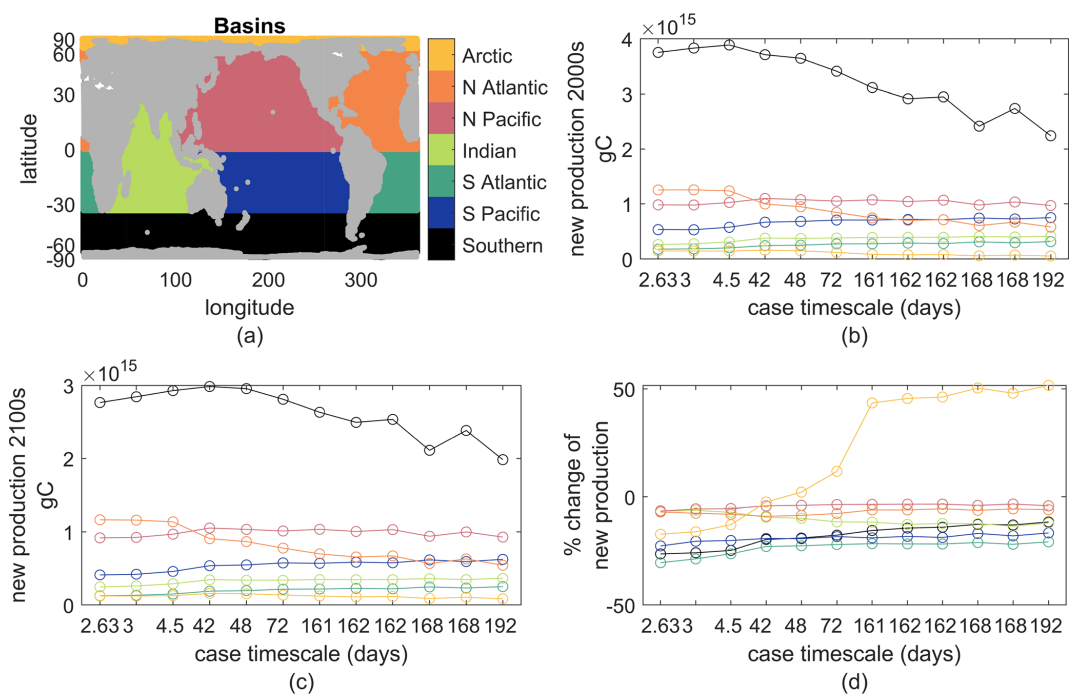 Basins
90
60
30
0
-30
-60
-90
latitude
0 100 200 300
longitude
(a)
Arctic
N Atlantic
N Pacific
Indian
S Atlantic
S Pacific
Southern
×10^15
4
3
2
1
0
new production 2000s
gC
2.63 3 4.5 42 48 72 161 162 162 168 168 192
case timescale (days)
(b)
×10^15
3
2
1
0
new production 2100s
gC
2.63 3 4.5 42 48 72 161 162 162 168 168 192
case timescale (days)
(c)
50
0
-50
% change of
new production
2.63 3 4.5 42 48 72 161 162 162 168 168 192
case timescale (days)
(d)